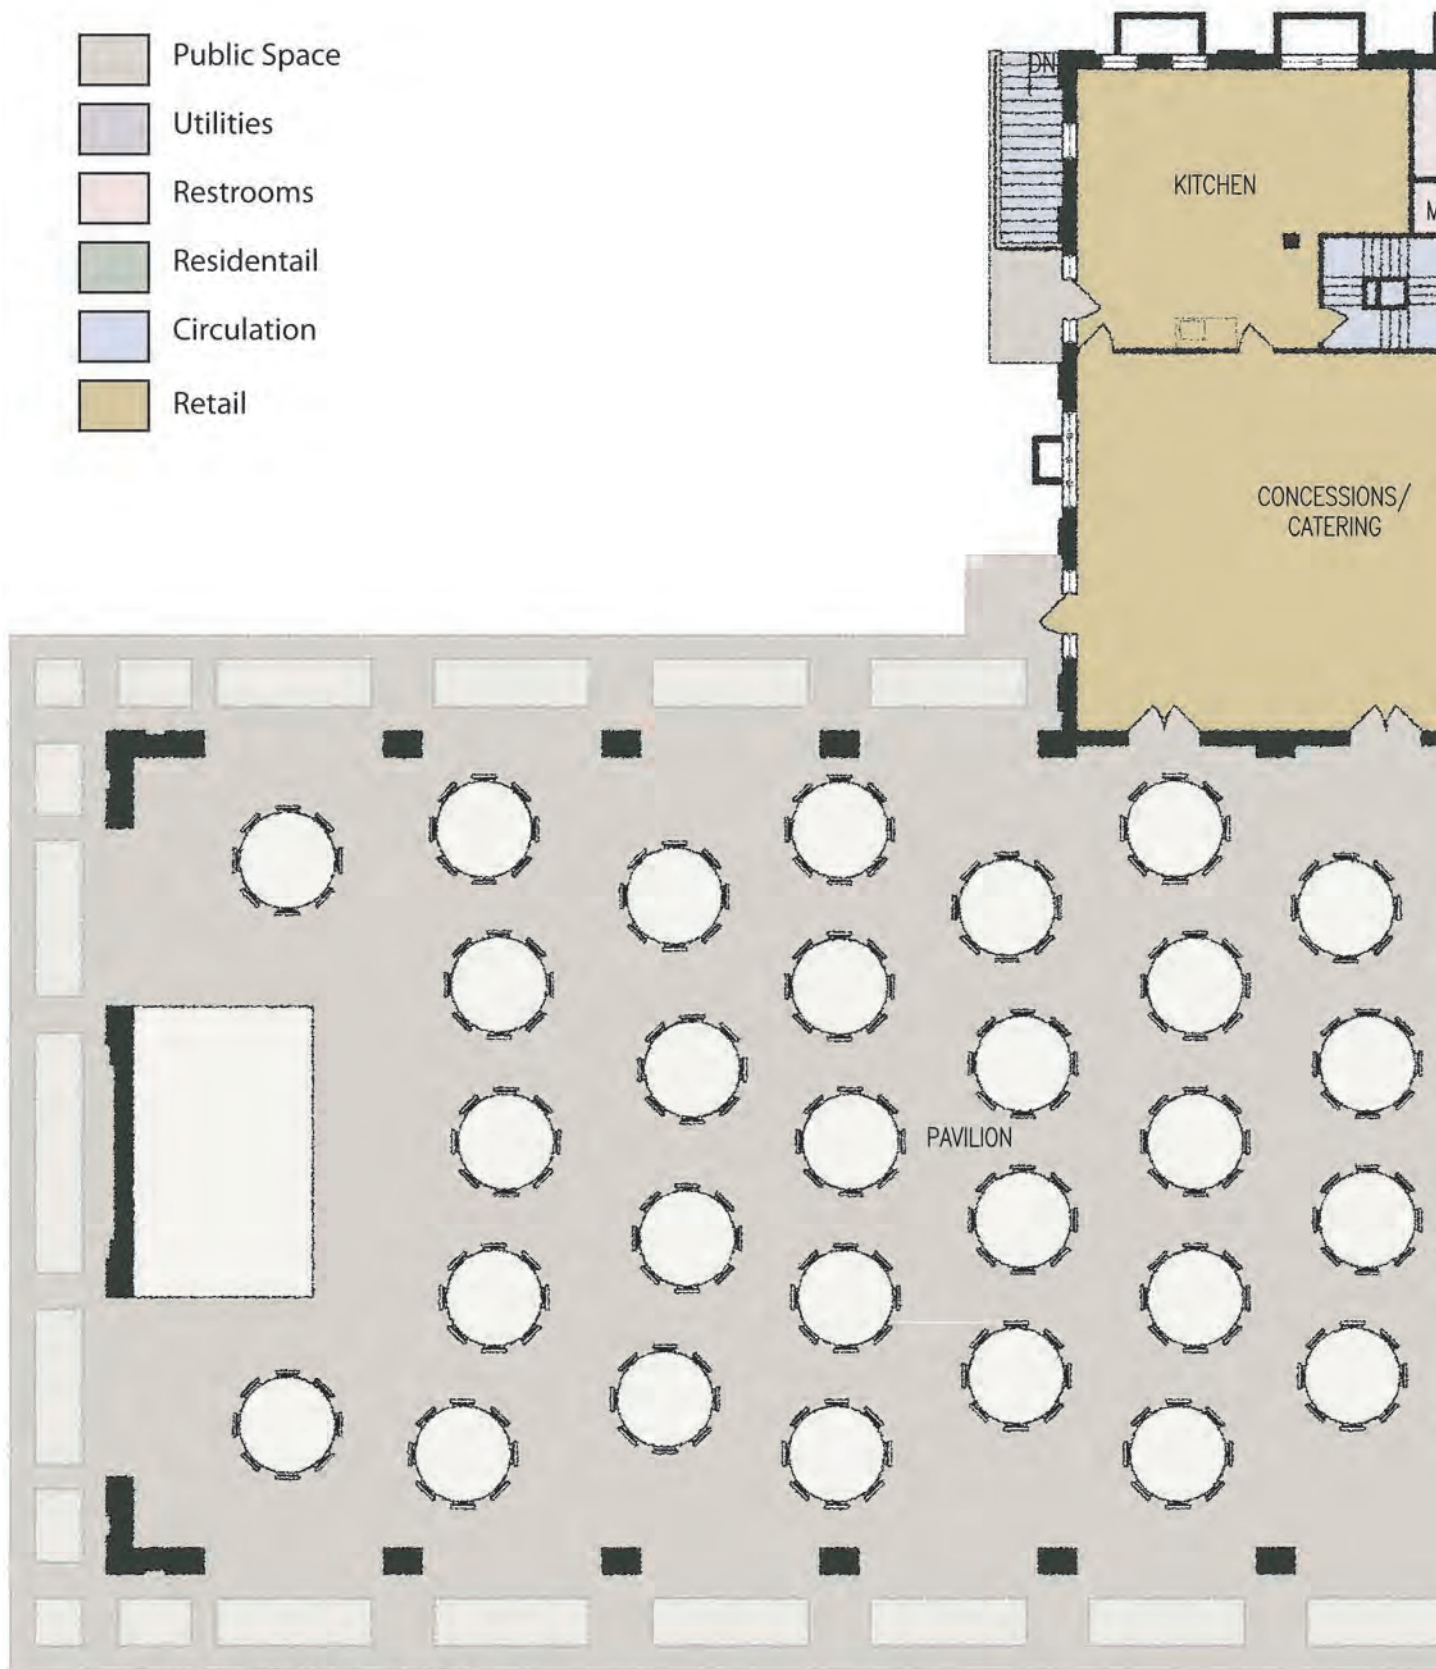 Public Space
Utilities
Restrooms
Residentail
Circulation
Retail
DN
KITCHEN
M
CONCESSIONS/
CATERING
PAVILION